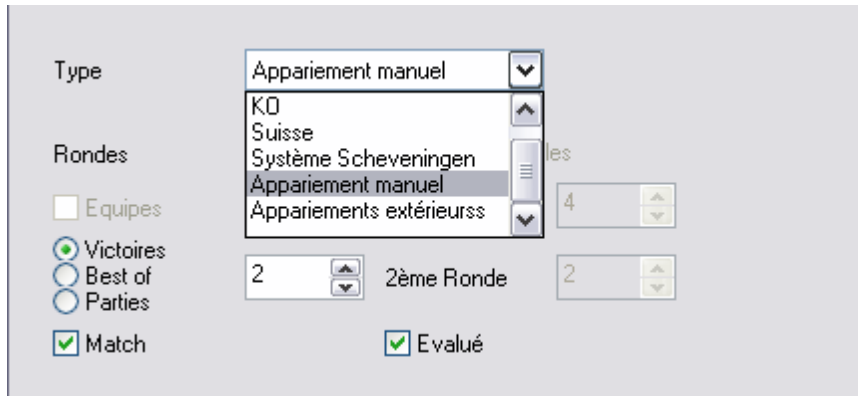 Type
Appariement manuel
KO
Suisse
Rondes
Système Scheveningen
les
Appariement manuel
Equipes
Appariements extérieurss
4
Victoires
Best of
2
2ème Ronde
2
Parties
Match
Evalué